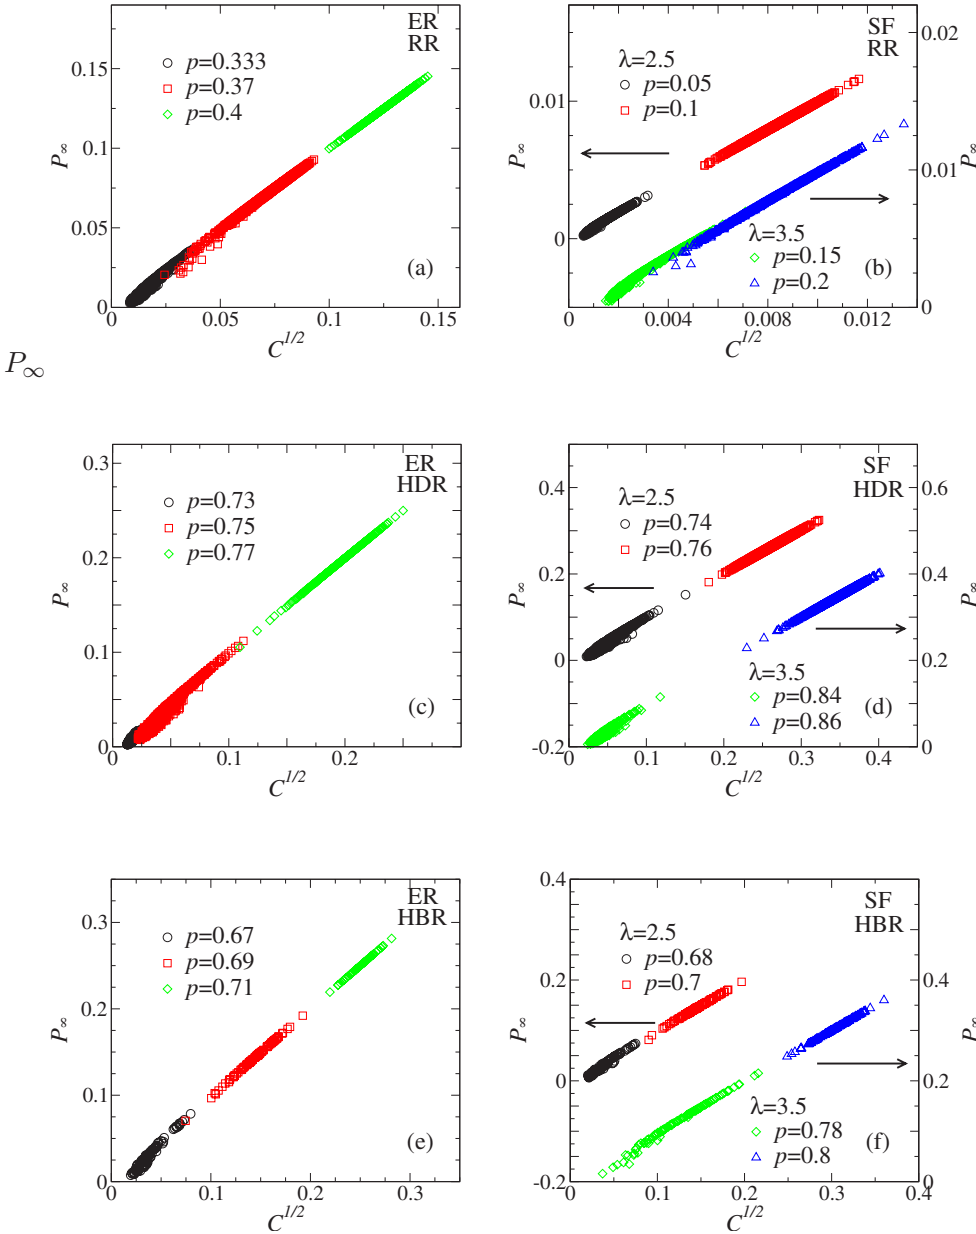 ER
RR
p=0.333
p=0.37
p=0.4
0.15
0.1
0.05
0
P∞
(a)
0 0.05 0.1 0.15
C^{1/2}
SF
RR
λ=2.5
p=0.05
p=0.1
0.01
0
0.02
0.01
0
P∞
λ=3.5
p=0.15
p=0.2
(b)
0 0.004 0.008 0.012
C^{1/2}
P∞
ER
HDR
p=0.73
p=0.75
p=0.77
0.3
0.2
0.1
0
P∞
(c)
0 0.1 0.2
C^{1/2}
SF
HDR
λ=2.5
p=0.74
p=0.76
0.4
0.2
0
-0.2
P∞
0.6
0.4
0.2
0
P∞
λ=3.5
p=0.84
p=0.86
(d)
0 0.1 0.2 0.3 0.4
C^{1/2}
ER
HBR
p=0.67
p=0.69
p=0.71
0.3
0.2
0.1
0
P∞
(e)
0 0.1 0.2 0.3
C^{1/2}
SF
HBR
λ=2.5
p=0.68
p=0.7
0.4
0.2
0
-0.2
P∞
0.4
0.2
0
P∞
λ=3.5
p=0.78
p=0.8
(f)
0 0.1 0.2 0.3 0.4
C^{1/2}